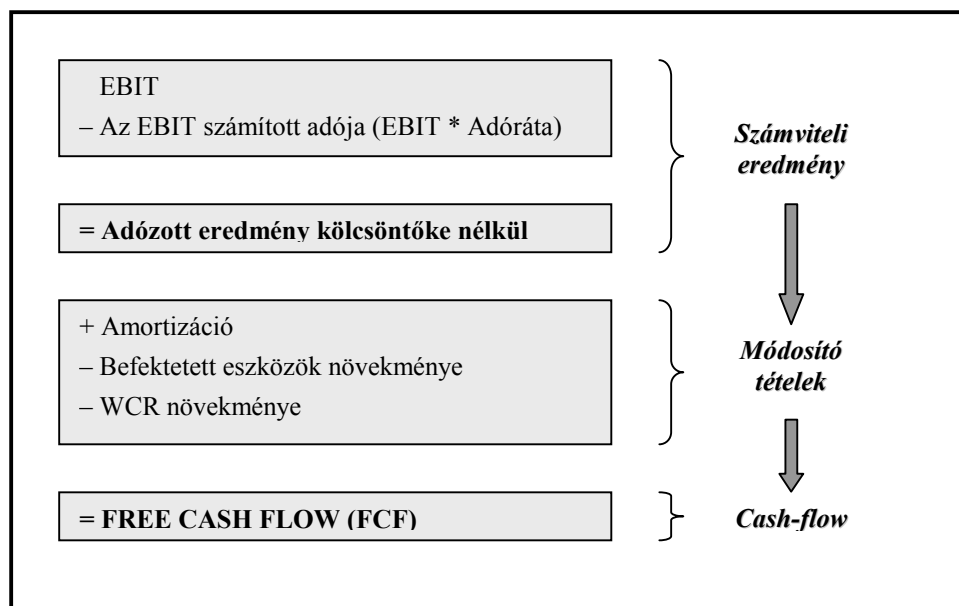 EBIT
– Az EBIT számított adója (EBIT * Adóráta)
= Adózott eredmény kölcsöntőke nélkül
Számviteli
eredmény
+ Amortizáció
– Befektetett eszközök növekménye
– WCR növekménye
Módosító
tételek
= FREE CASH FLOW (FCF)
Cash-flow